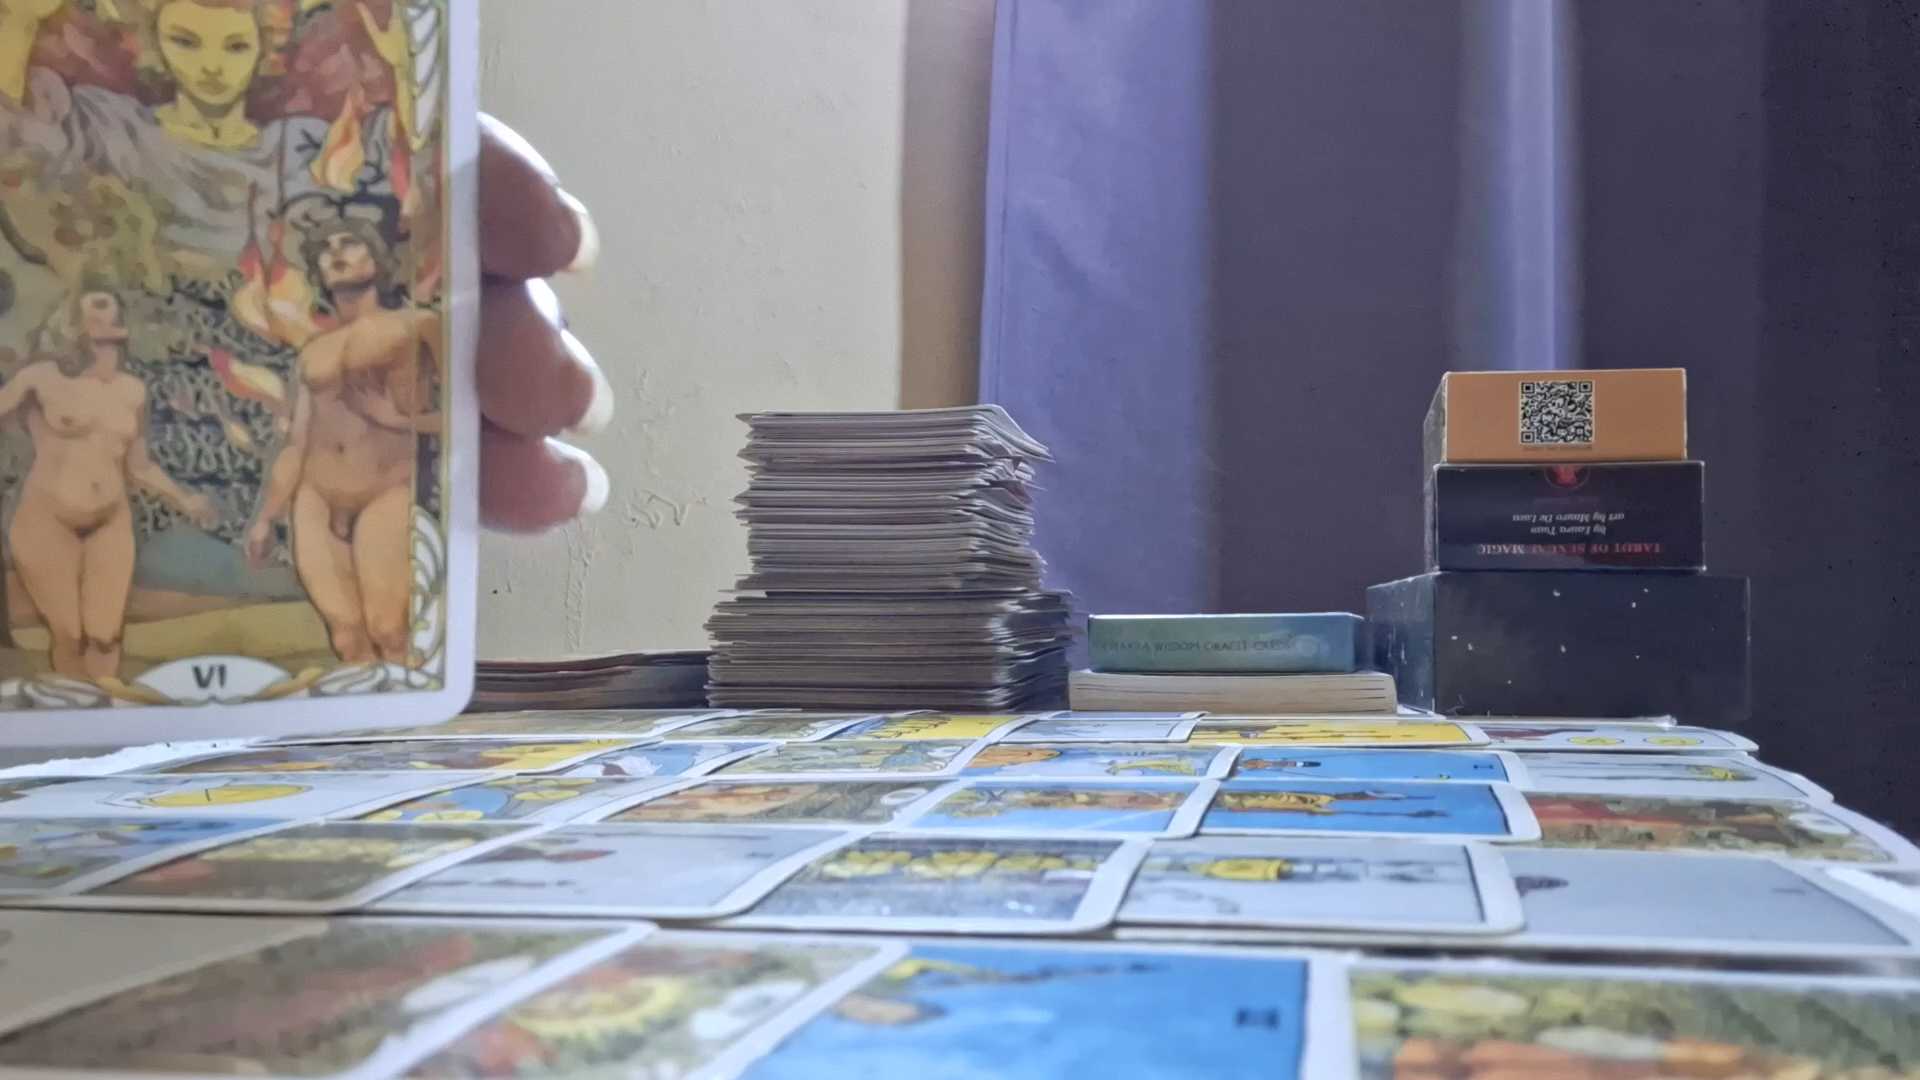 VI
CHAKRA WISDOM ORACLE CARDS
TAROT OF SEXUAL MAGIC
by Laura Tuan
art by Mauro De Luca